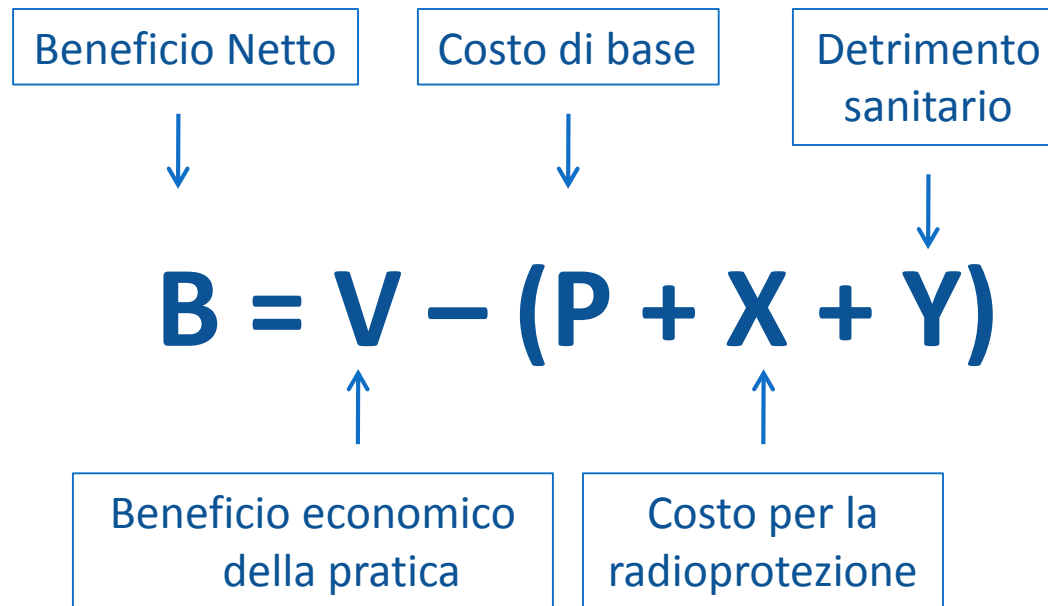 Beneficio Netto
Costo di base
Detrimento
sanitario
B = V – (P + X + Y)
Beneficio economico
della pratica
Costo per la
radioprotezione